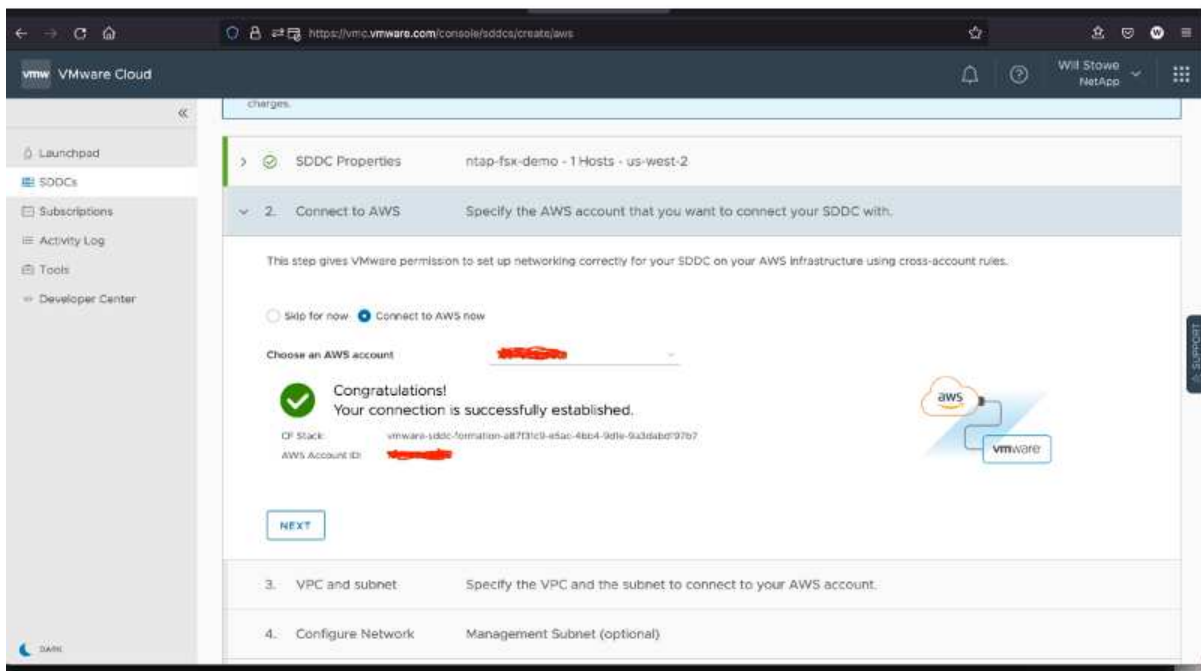 https://vmc.vmware.com/console/sddcs/create/aws
vmw VMware Cloud
Will Stowe
NetApp
charges.
Launchpad
SDDCs
Subscriptions
Activity Log
Tools
Developer Center
SDDC Properties ntap-fsx-demo - 1 Hosts - us-west-2
2. Connect to AWS Specify the AWS account that you want to connect your SDDC with.
This step gives VMware permission to set up networking correctly for your SDDC on your AWS infrastructure using cross-account rules.
Skip for now Connect to AWS now
Choose an AWS account
Congratulations!
Your connection is successfully established.
CF Stack:
AWS Account ID:
aws
vmware
NEXT
3. VPC and subnet Specify the VPC and the subnet to connect to your AWS account.
4. Configure Network Management Subnet (optional)
SUPPORT
DARK